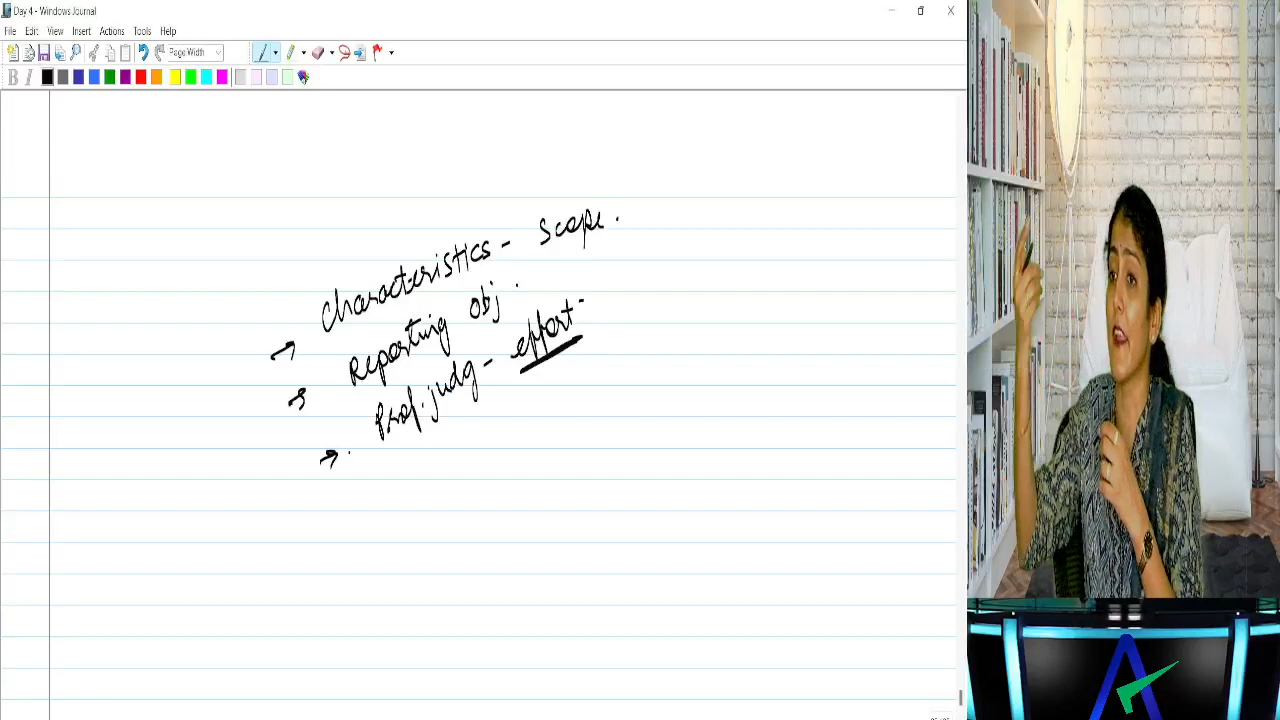 Day 4 - Windows Journal
File Edit View Insert Actions Tools Help
Page Width
B I
→ Characteristics - Scope.
→ Reporting obj.
→ Prof. judg - effort -